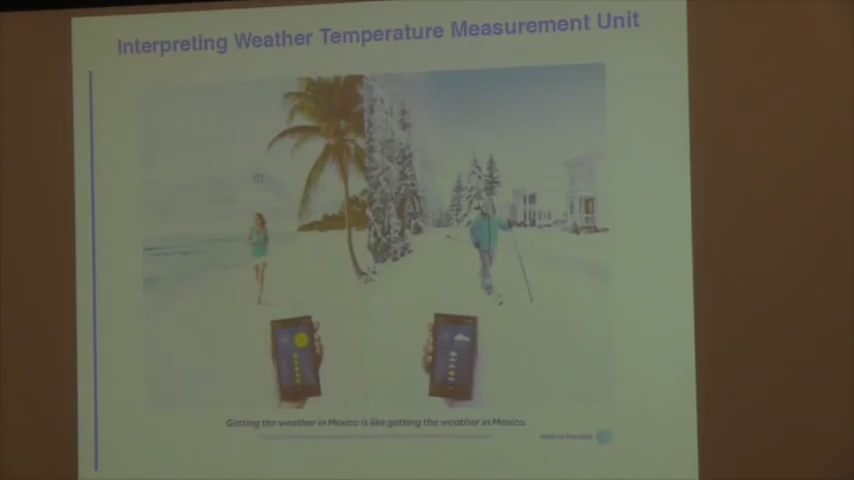 Interpreting Weather Temperature Measurement Unit
Getting the weather in Mexico is like getting the weather in Mexico.